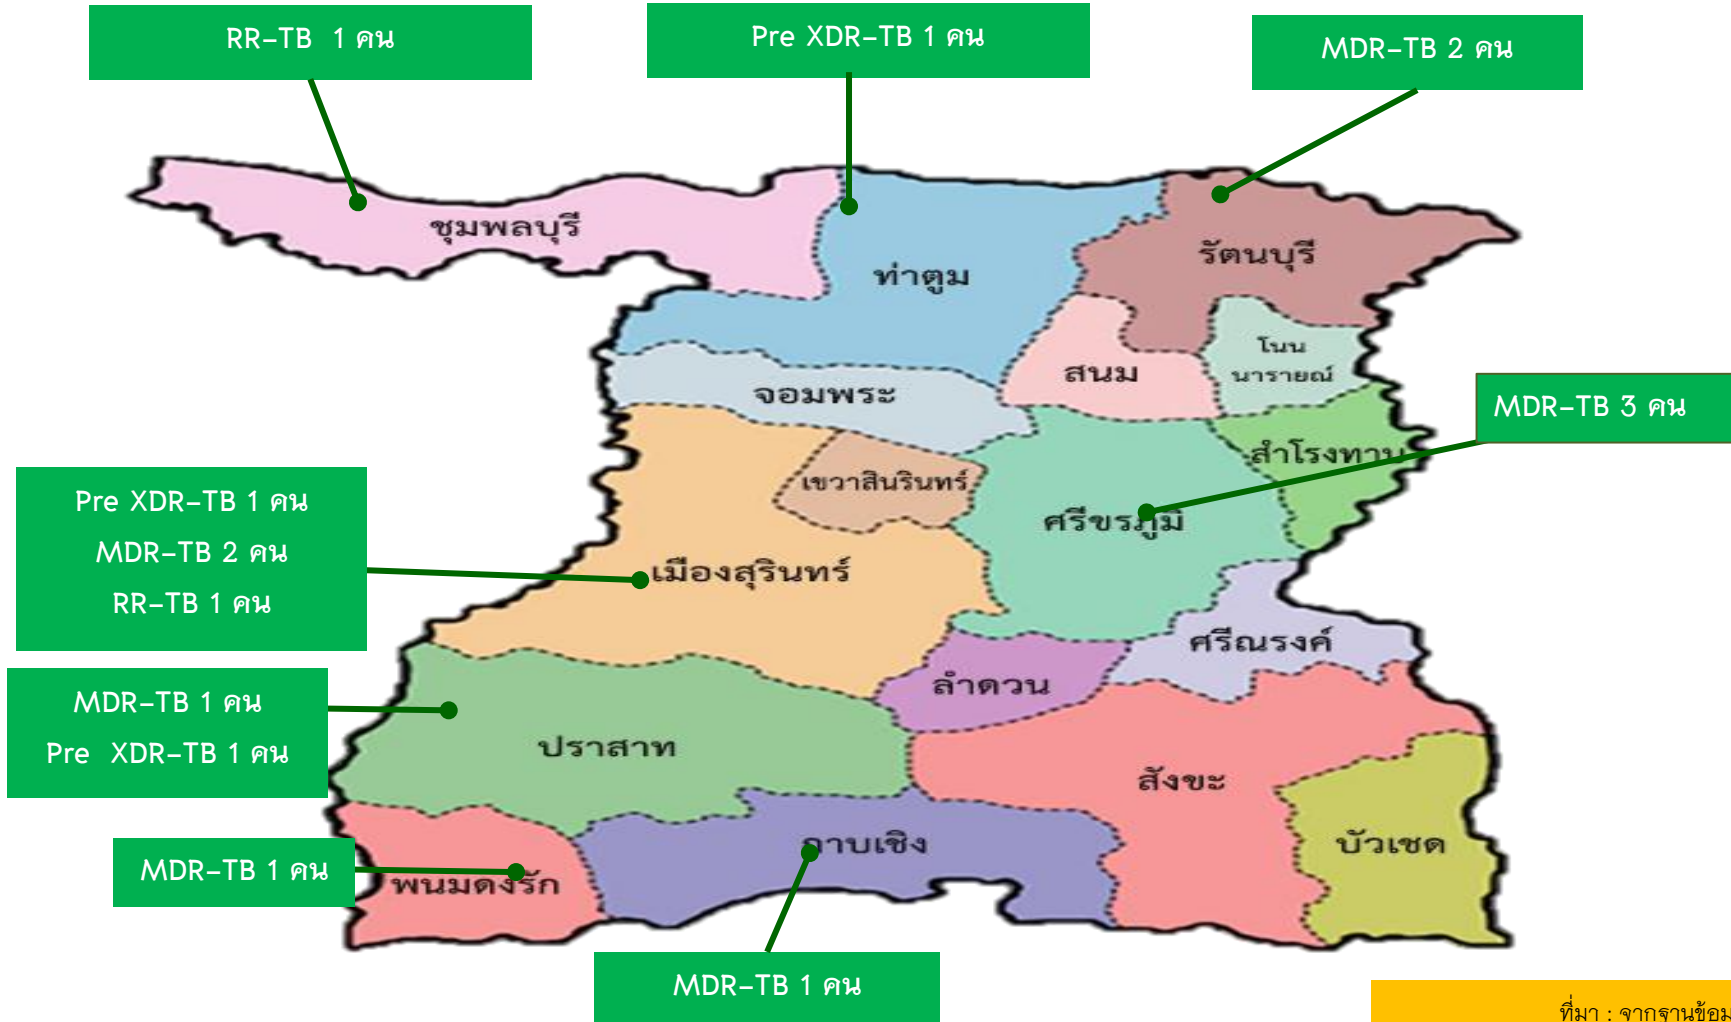 RR-TB 1 คน
Pre XDR-TB 1 คน
MDR-TB 2 คน
ชุมพลบุรี
ท่าตูม
รัตนบุรี
สนม
โนน
นารายณ์
จอมพระ
MDR-TB 3 คน
สำโรงทาบ
เขวาสินรินทร์
ศรีขรภูมิ
Pre XDR-TB 1 คน
MDR-TB 2 คน
RR-TB 1 คน
เมืองสุรินทร์
ศรีณรงค์
ลำดวน
MDR-TB 1 คน
Pre XDR-TB 1 คน
ปราสาท
สังขะ
กาบเชิง
บัวเชด
MDR-TB 1 คน
พนมดงรัก
MDR-TB 1 คน
ที่มา : จากฐานข้อม